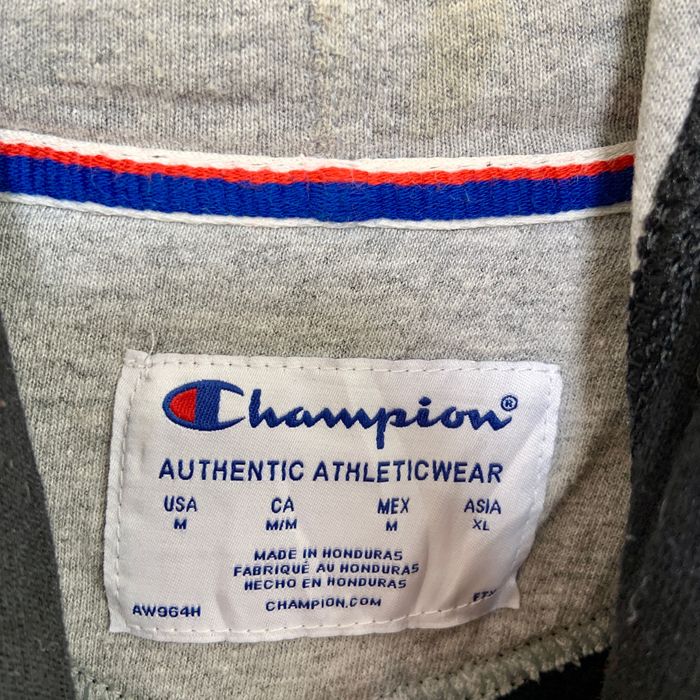 Champion®
AUTHENTIC ATHLETICWEAR
USA CA MEX ASIA
M M/M M XL
MADE IN HONDURAS
FABRIQUÉ AU HONDURAS
HECHO EN HONDURAS
AW964H CHAMPION.COM